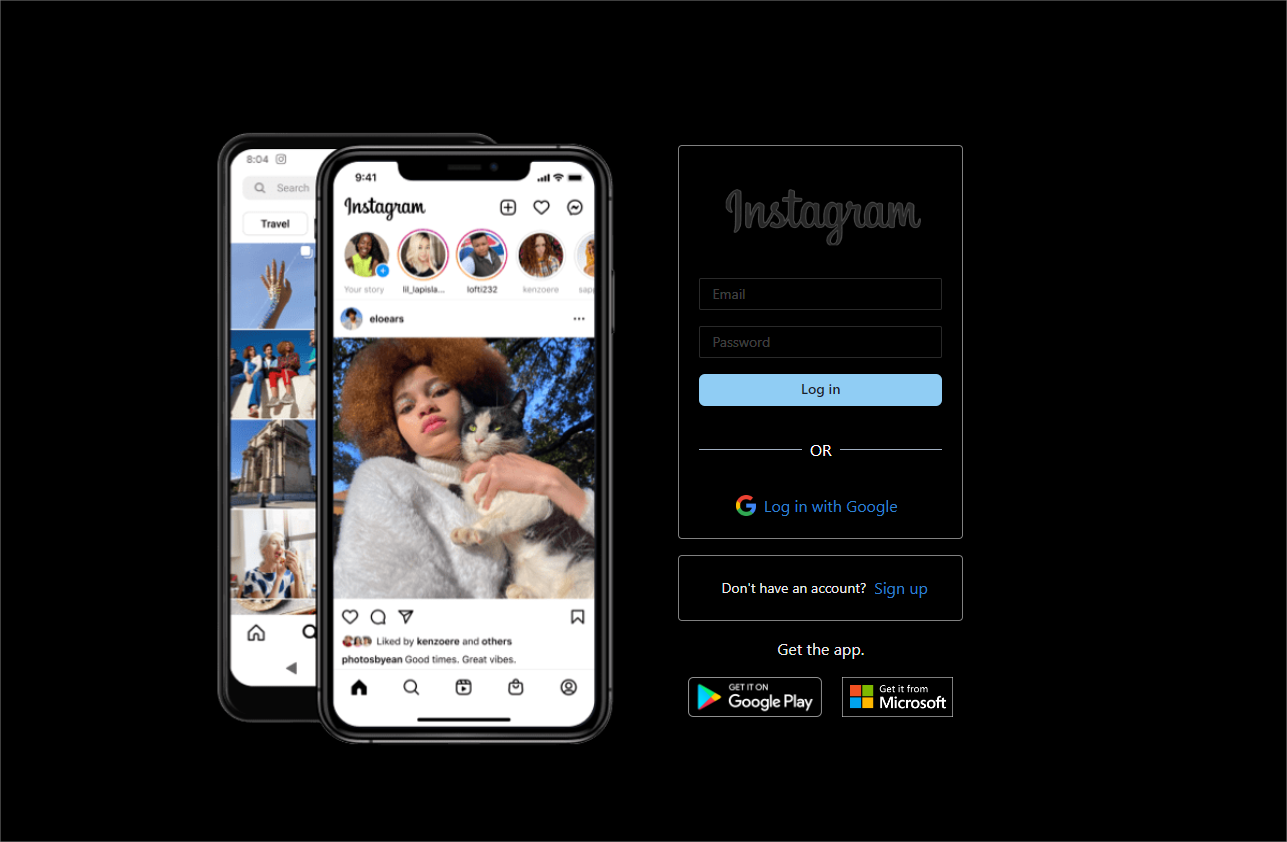 8:04
Search
Travel
9:41
Instagram
Your story
lil_lapisla...
lofti232
kenzoere
eloears
Liked by kenzoere and others
photosbyean Good times. Great vibes.
Instagram
Email
Password
Log in
OR
Log in with Google
Don't have an account? Sign up
Get the app.
GET IT ON
Google Play
Get it from
Microsoft